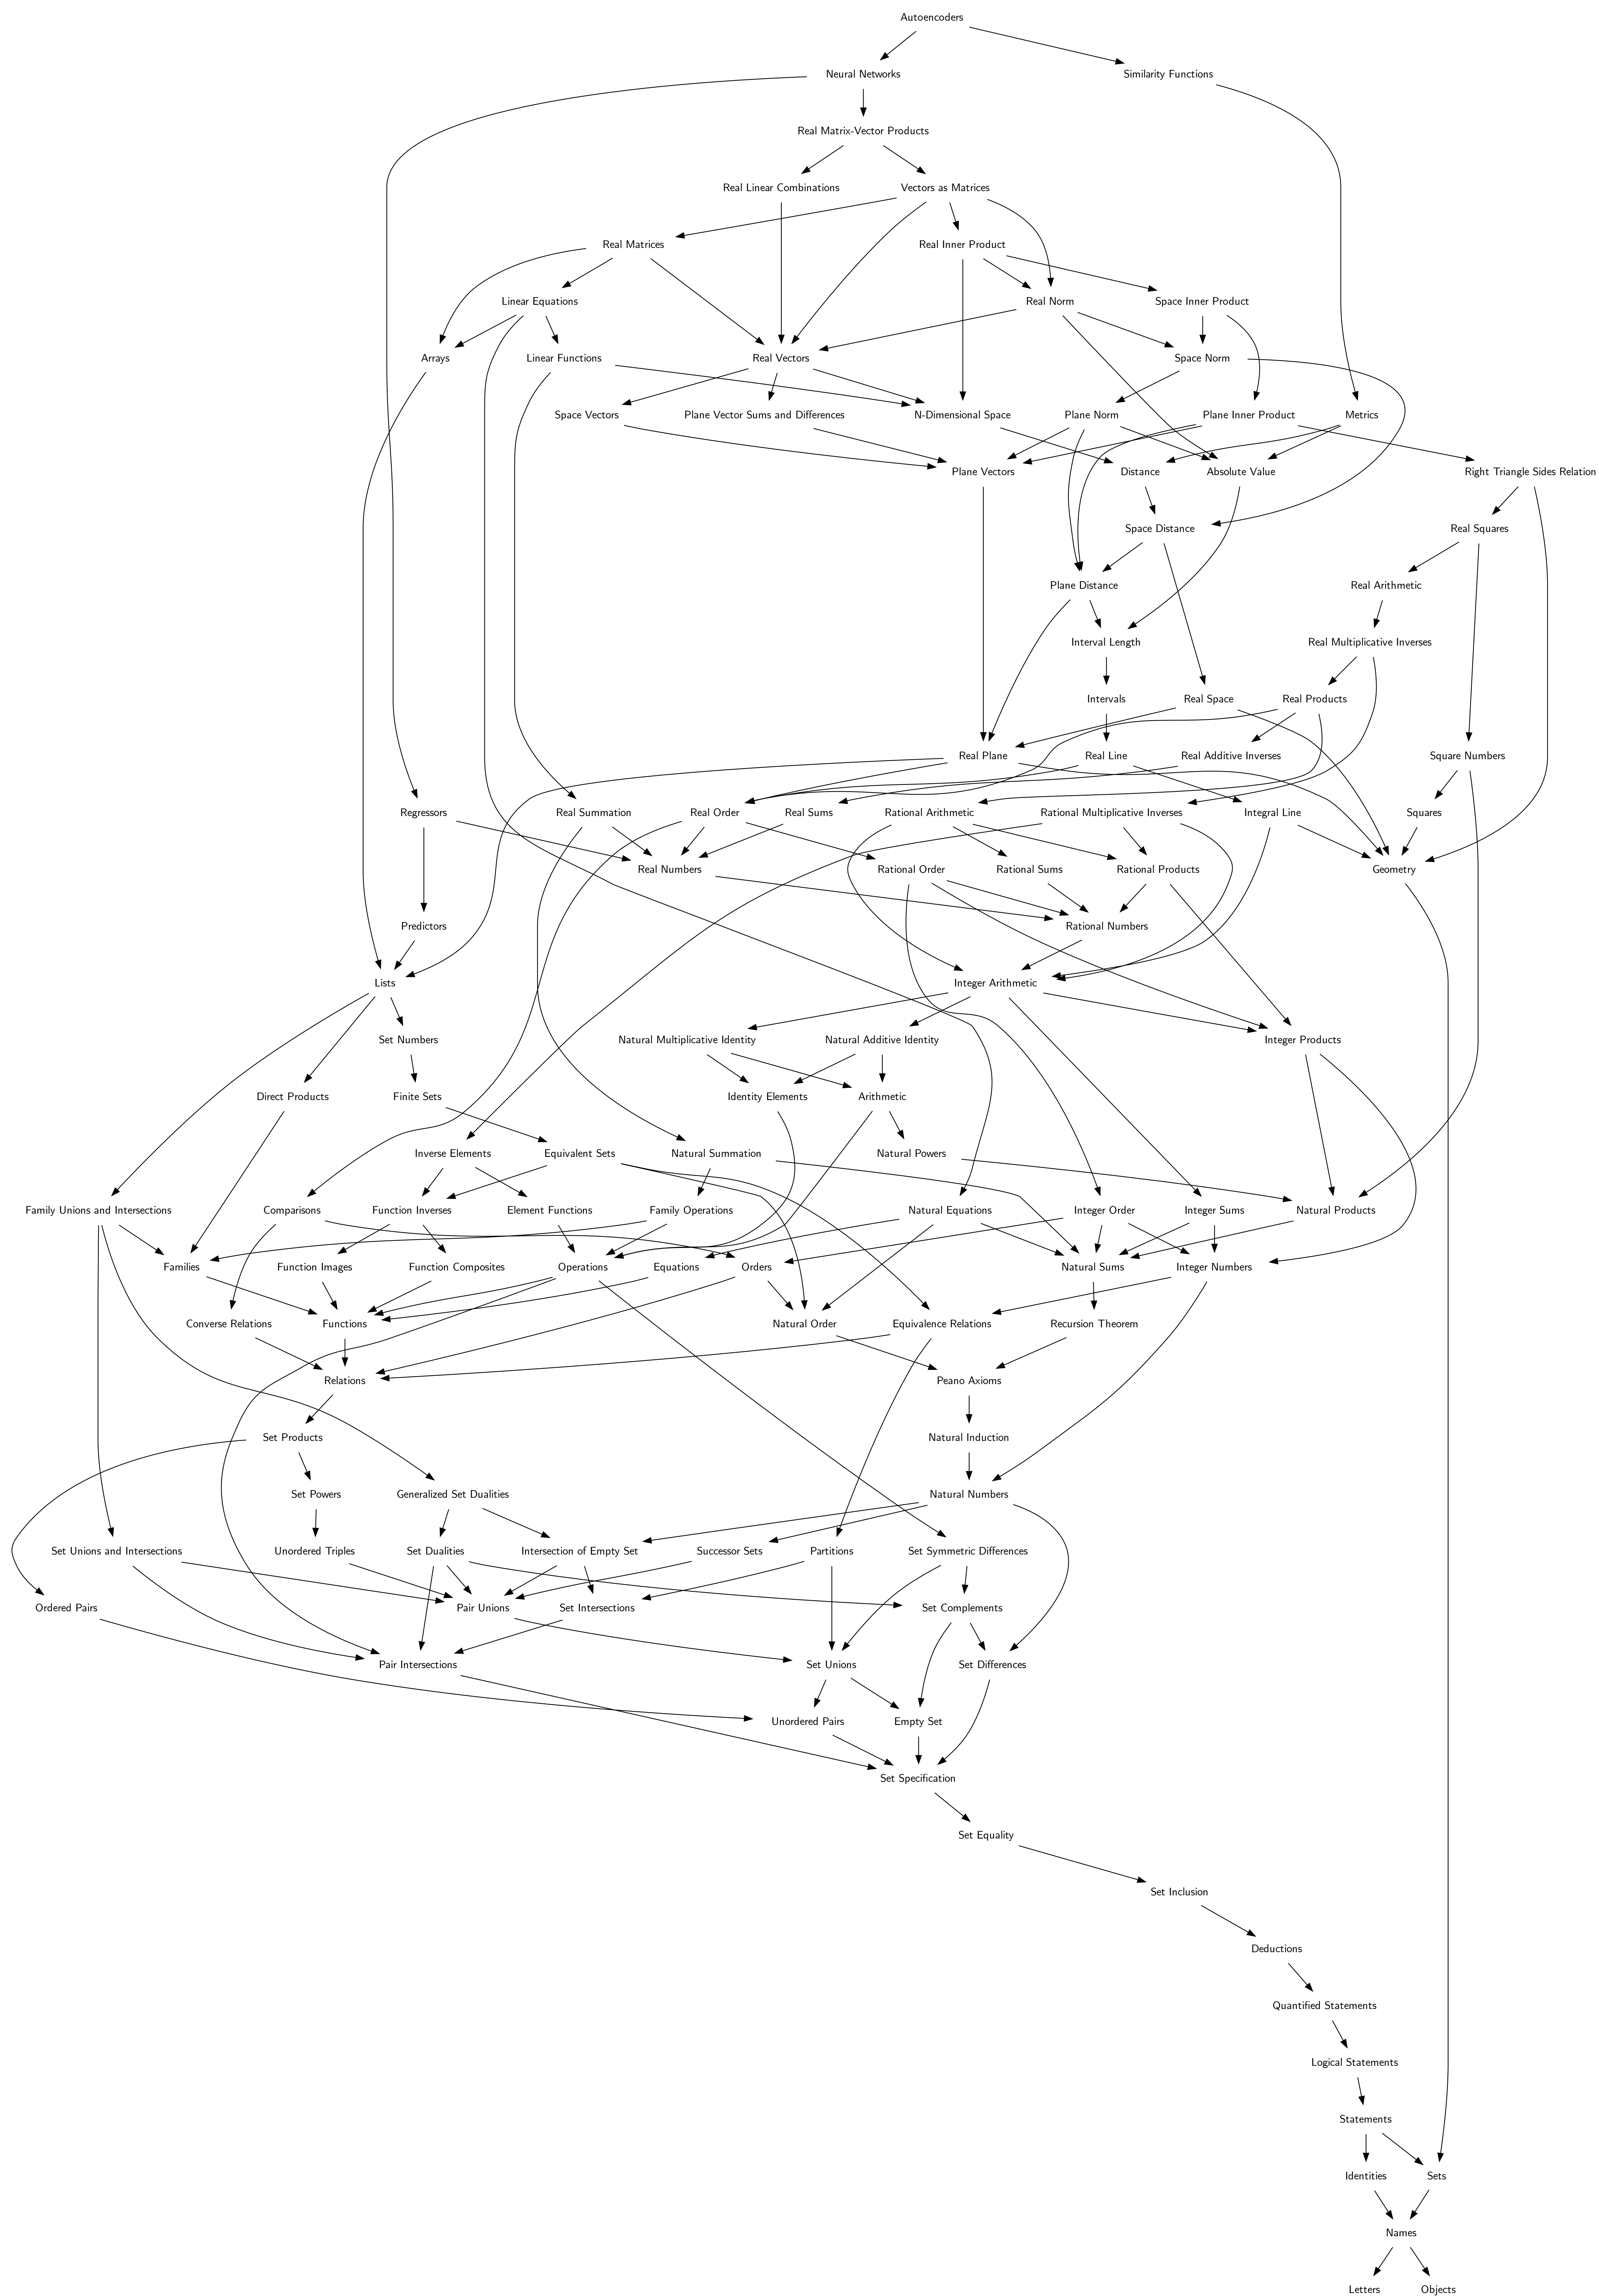 Autoencoders
Neural Networks
Similarity Functions
Real Matrix-Vector Products
Real Linear Combinations
Vectors as Matrices
Real Matrices
Real Inner Product
Linear Equations
Real Norm
Space Inner Product
Arrays
Linear Functions
Real Vectors
Space Norm
Space Vectors
Plane Vector Sums and Differences
N-Dimensional Space
Plane Norm
Plane Inner Product
Metrics
Plane Vectors
Distance
Absolute Value
Right Triangle Sides Relation
Space Distance
Real Squares
Plane Distance
Real Arithmetic
Interval Length
Real Multiplicative Inverses
Intervals
Real Space
Real Products
Real Plane
Real Line
Real Additive Inverses
Square Numbers
Regressors
Real Summation
Real Order
Real Sums
Rational Arithmetic
Rational Multiplicative Inverses
Integral Line
Squares
Real Numbers
Rational Order
Rational Sums
Rational Products
Geometry
Predictors
Rational Numbers
Lists
Integer Arithmetic
Set Numbers
Natural Multiplicative Identity
Natural Additive Identity
Integer Products
Direct Products
Finite Sets
Identity Elements
Arithmetic
Inverse Elements
Equivalent Sets
Natural Summation
Natural Powers
Family Unions and Intersections
Comparisons
Function Inverses
Element Functions
Family Operations
Natural Equations
Integer Order
Integer Sums
Natural Products
Families
Function Images
Function Composites
Operations
Equations
Orders
Natural Sums
Integer Numbers
Converse Relations
Functions
Natural Order
Equivalence Relations
Recursion Theorem
Relations
Peano Axioms
Set Products
Natural Induction
Set Powers
Generalized Set Dualities
Natural Numbers
Set Unions and Intersections
Unordered Triples
Set Dualities
Intersection of Empty Set
Successor Sets
Partitions
Set Symmetric Differences
Ordered Pairs
Pair Unions
Set Intersections
Set Complements
Pair Intersections
Set Unions
Set Differences
Unordered Pairs
Empty Set
Set Specification
Set Equality
Set Inclusion
Deductions
Quantified Statements
Logical Statements
Statements
Identities
Sets
Names
Letters
Objects